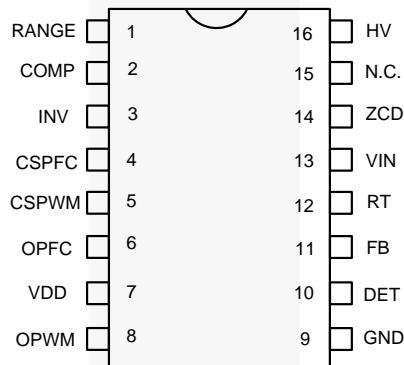 RANGE 1 16 HV
COMP 2 15 N.C.
INV 3 14 ZCD
CSPFC 4 13 VIN
CSPWM 5 12 RT
OPFC 6 11 FB
VDD 7 10 DET
OPWM 8 9 GND